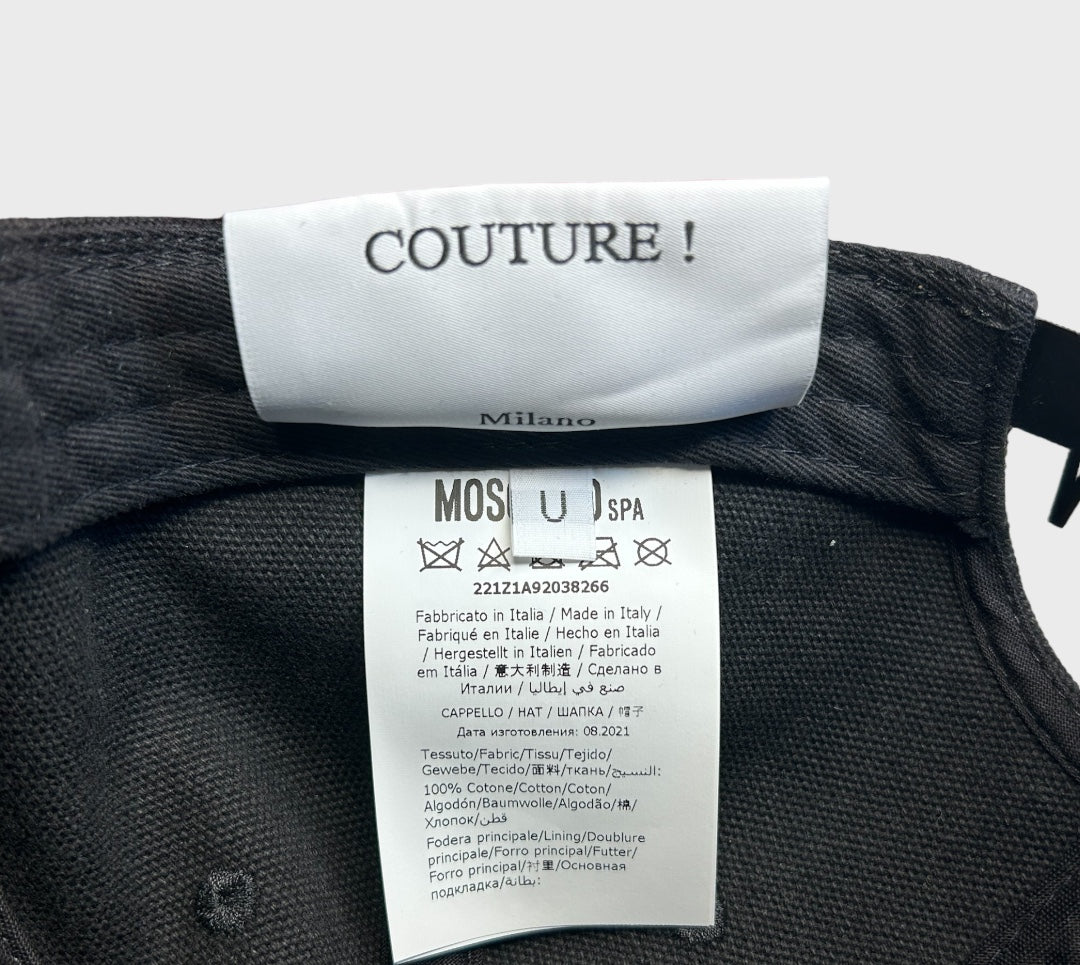 COUTURE !
Milano
U
SPA
221Z1A92038266
Fabbricato in Italia / Made in Italy /
Fabriqué en Italie / Hecho en Italia
/ Hergestellt in Italien / Fabricado
em Itália / 意大利制造 / Сделано в
Италии / صنع في إيطاليا
CAPPELLO / HAT / ШАПКА / 帽子
Дата изготовления: 08.2021
Tessuto/Fabric/Tissu/Tejido/
Gewebe/Tecido/面料/ткань/النسيج:
100% Cotone/Cotton/Coton/
Algodón/Baumwolle/Algodão/棉/
Хлопок/قطن
Fodera principale/Lining/Doublure
principale/Forro principal/Futter/
Forro principal/衬里/Основная
подкладка/بطانة: